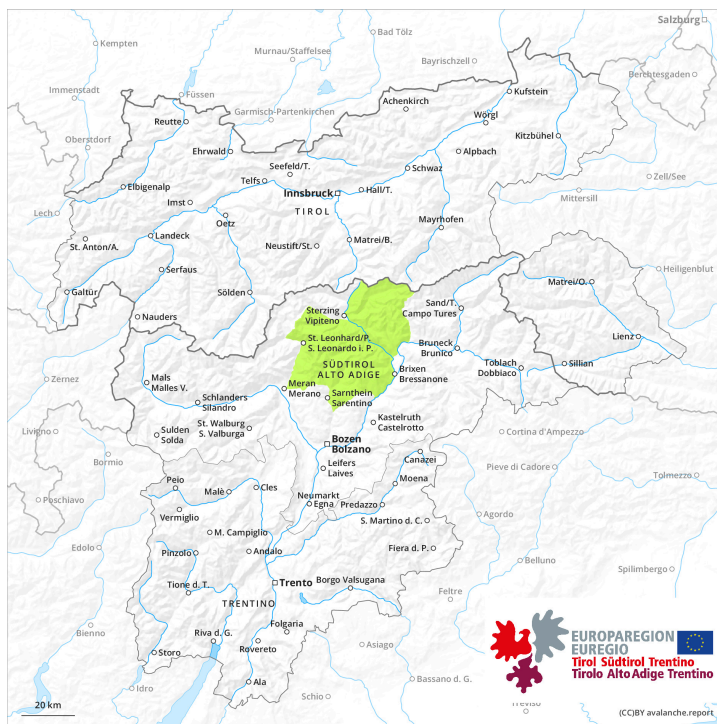 Salzburg
Kempten
Bad Tölz
Murnau/Staffelsee
Bayrischzell
Berchtesgaden
Immenstadt
Füssen
Garmisch-Partenkirchen
Achenkirch
Kufstein
Reutte
Wörgl
Oberstdorf
Kitzbühel
Ehrwald
Alpbach
Seefeld/T.
Schwaz
Zell/See
Elbigenalp
Telfs
Innsbruck
Hall/T.
Mittersill
Lech
Imst
TIROL
Oetz
Mayrhofen
St. Anton/A.
Landeck
Neustift/St.
Matrei/B.
Serfaus
Heiligenblut
Galtür
Sölden
Matrei/O.
Nauders
Sterzing
Vipiteno
Sand/T.
Campo Tures
St. Leonhard/P.
S. Leonardo i. P.
Bruneck
Brunico
Lienz
SÜDTIROL
ALTO ADIGE
Toblach
Dobbiaco
Sillian
Zernez
Mals
Malles V.
Meran
Merano
Brixen
Bressanone
Schlanders
Silandro
Sarnthein
Sarentino
Livigno
Sulden
Solda
St. Walburg
S. Valburga
Kastelruth
Castelrotto
Cortina d'Ampezzo
Bozen
Bolzano
Bormio
Canazei
Pieve di Cadore
Leifers
Laives
Tolmezzo
Peio
Malè
Cles
Moena
Poschiavo
Neumarkt
Egna
Predazzo
Vermiglio
Agordo
S. Martino d. C.
M. Campiglio
Edolo
Pinzolo
Andalo
Fiera d. P.
Belluno
Spilimbergo
Tione d. T.
Trento
Borgo Valsugana
Feltre
TRENTINO
Folgaria
Bienno
Riva d. G.
Storo
Rovereto
Asiago
Idro
Ala
Schio
Bassano d. G.
Treviso
EUROPAREGION
EUREGIO
Tirol Südtirol Trentino
Tirolo Alto Adige Trentino
20 km
(CC)BY avalanche.report